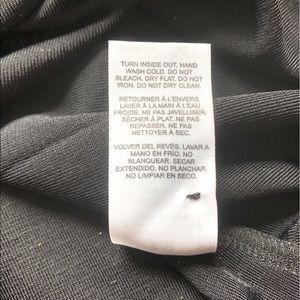 TURN INSIDE OUT. HAND
WASH COLD. DO NOT
BLEACH. DRY FLAT. DO NOT
IRON. DO NOT DRY CLEAN.
RETOURNER À L'ENVERS.
LAVER À LA MAIN À L'EAU
FROIDE. NE PAS JAVELLISER.
SÉCHER À PLAT. NE PAS
REPASSER. NE PAS
NETTOYER À SEC.
VOLVER DEL REVÉS. LAVAR A
MANO EN FRÍO. NO
BLANQUEAR. SECAR
EXTENDIDO. NO PLANCHAR.
NO LIMPIAR EN SECO.